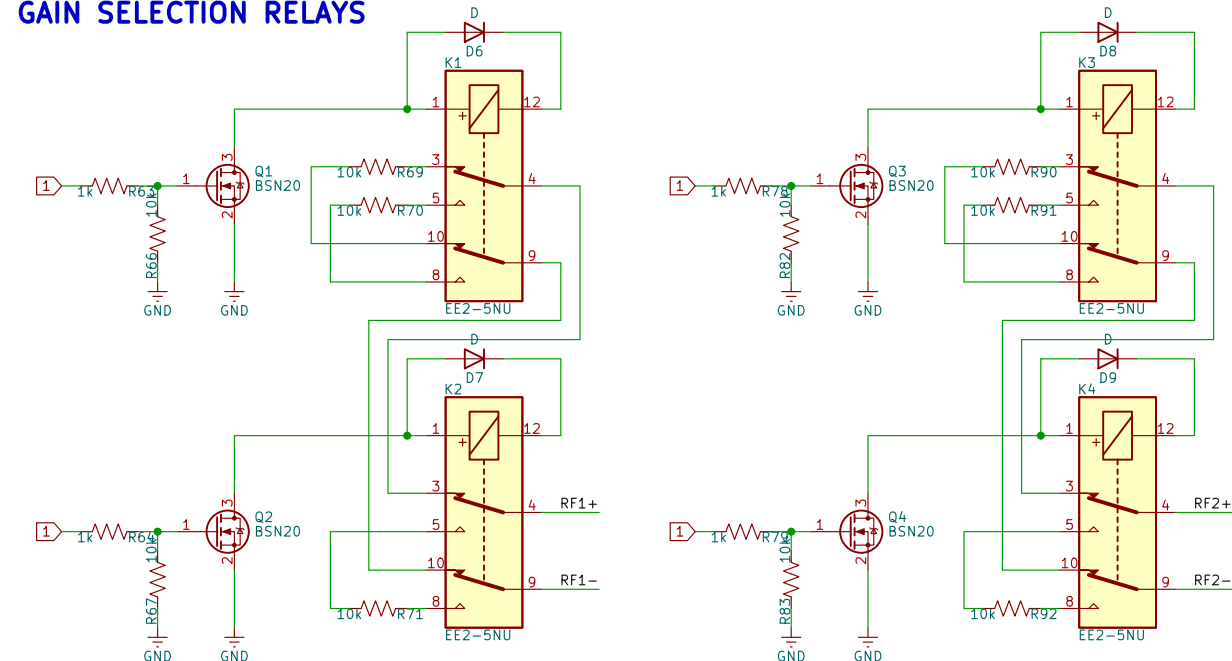 GAIN SELECTION RELAYS
D
D6
K1
1
12
+
3
10k
R69
4
5
10k
R70
10
9
8
EE2-5NU
1
1k
R63
10k
R66
GND
1
3
2
Q1
BSN20
GND
D
D8
K3
1
12
+
3
10k
R90
4
5
10k
R91
10
9
8
EE2-5NU
1
1k
R78
10k
R82
GND
1
3
2
Q3
BSN20
GND
D
D7
K2
1
12
+
3
4
RF1+
5
10
9
RF1-
8
10k
R71
EE2-5NU
1
1k
R64
10k
R67
GND
1
3
2
Q2
BSN20
GND
D
D9
K4
1
12
+
3
4
RF2+
5
10
9
RF2-
8
10k
R92
EE2-5NU
1
1k
R79
10k
R83
GND
1
3
2
Q4
BSN20
GND